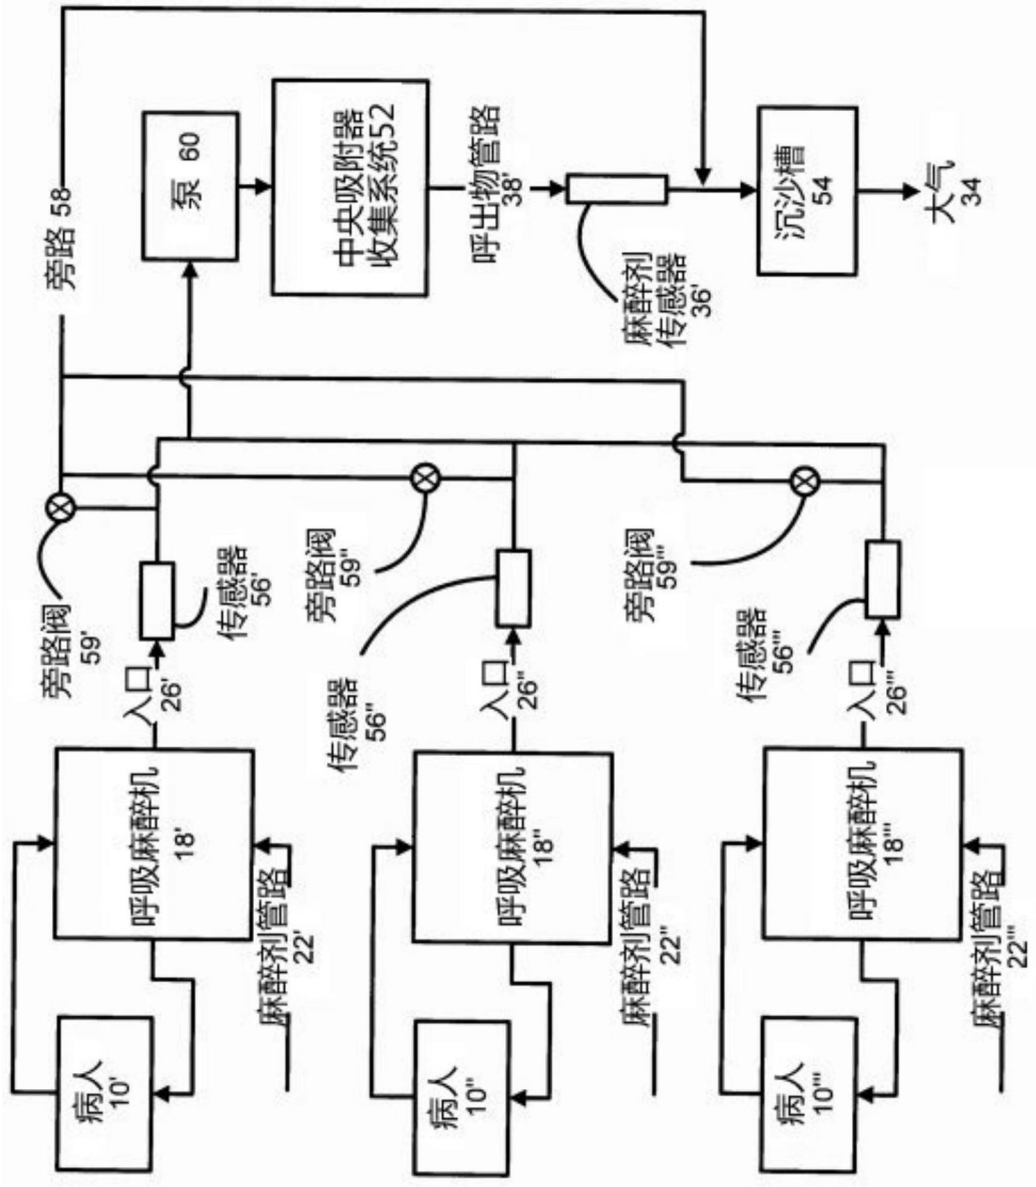 旁路 58
泵 60
中央吸附器
收集系统52
呼出物管路
38'
麻醉剂
传感器
36'
沉沙槽
54
大气
34
旁路阀
59'
传感器
56'
入口
26'
呼吸麻醉机
18'
麻醉剂管路
22'
病人
10'
旁路阀
59''
传感器
56''
入口
26''
呼吸麻醉机
18''
麻醉剂管路
22''
病人
10''
旁路阀
59'''
传感器
56'''
入口
26'''
呼吸麻醉机
18'''
麻醉剂管路
22'''
病人
10'''